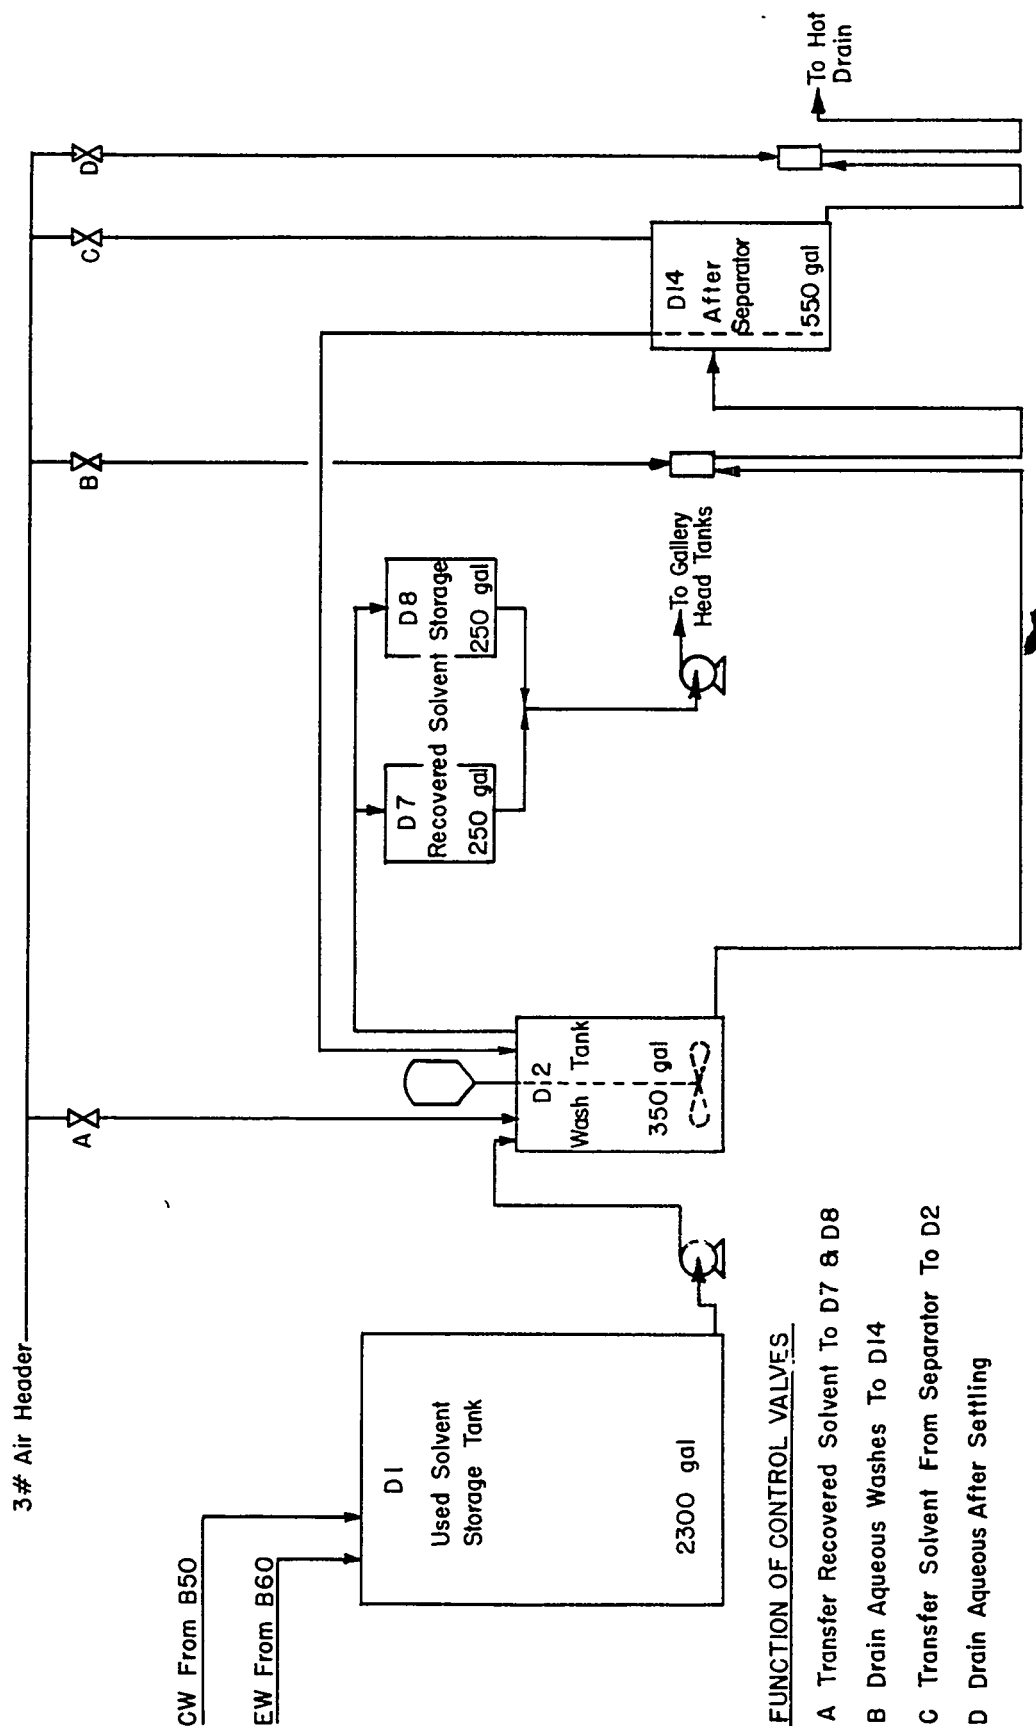 3# Air Header
A
B
C
D
CW From B50
EW From B60
D1
Used Solvent
Storage Tank
2300 gal
D2
Wash Tank
350 gal
D7
D8
Recovered Solvent Storage
250 gal
250 gal
To Gallery
Head Tanks
D14
After
Separator
550 gal
To Hot
Drain
FUNCTION OF CONTROL VALVES
A Transfer Recovered Solvent To D7 & D8
B Drain Aqueous Washes To D14
C Transfer Solvent From Separator To D2
D Drain Aqueous After Settling